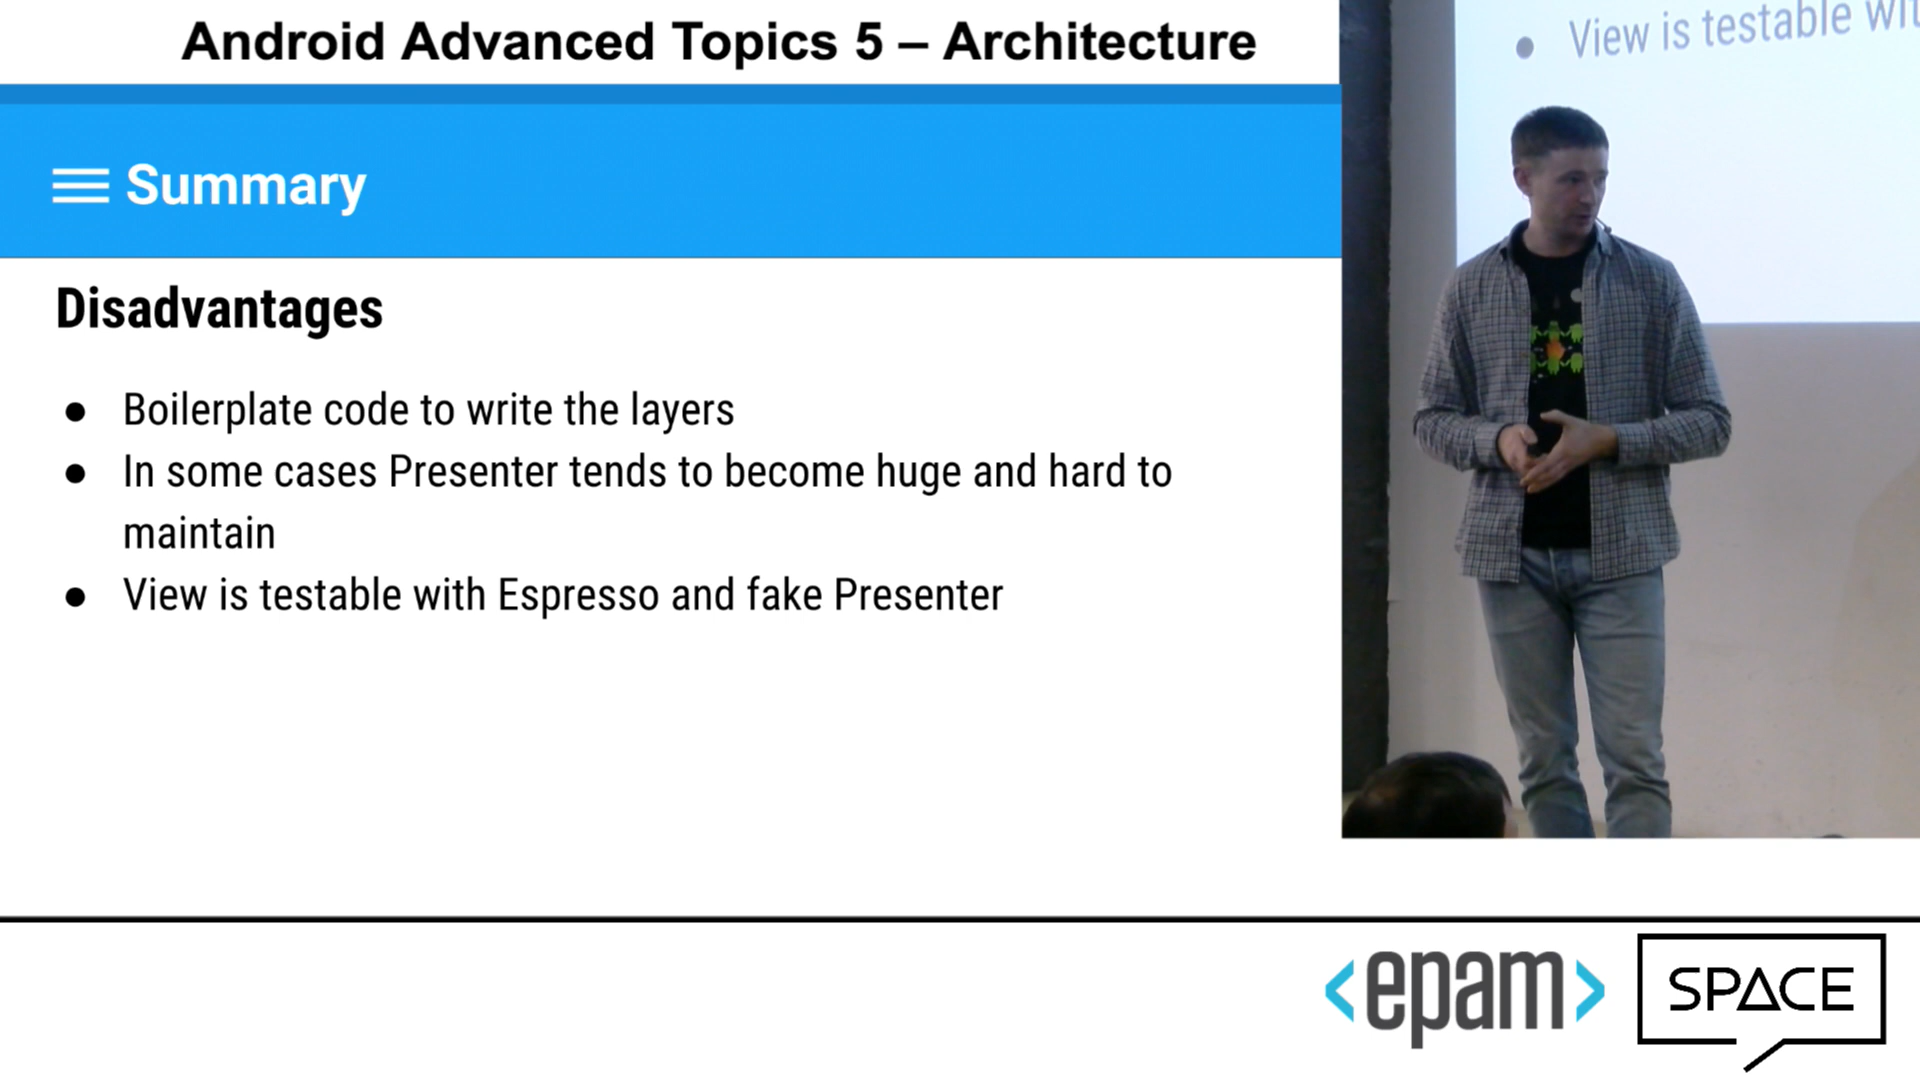 Android Advanced Topics 5 – Architecture
Summary
Disadvantages
● Boilerplate code to write the layers
● In some cases Presenter tends to become huge and hard to
maintain
● View is testable with Espresso and fake Presenter
● View is testable
<epam>
SPACE